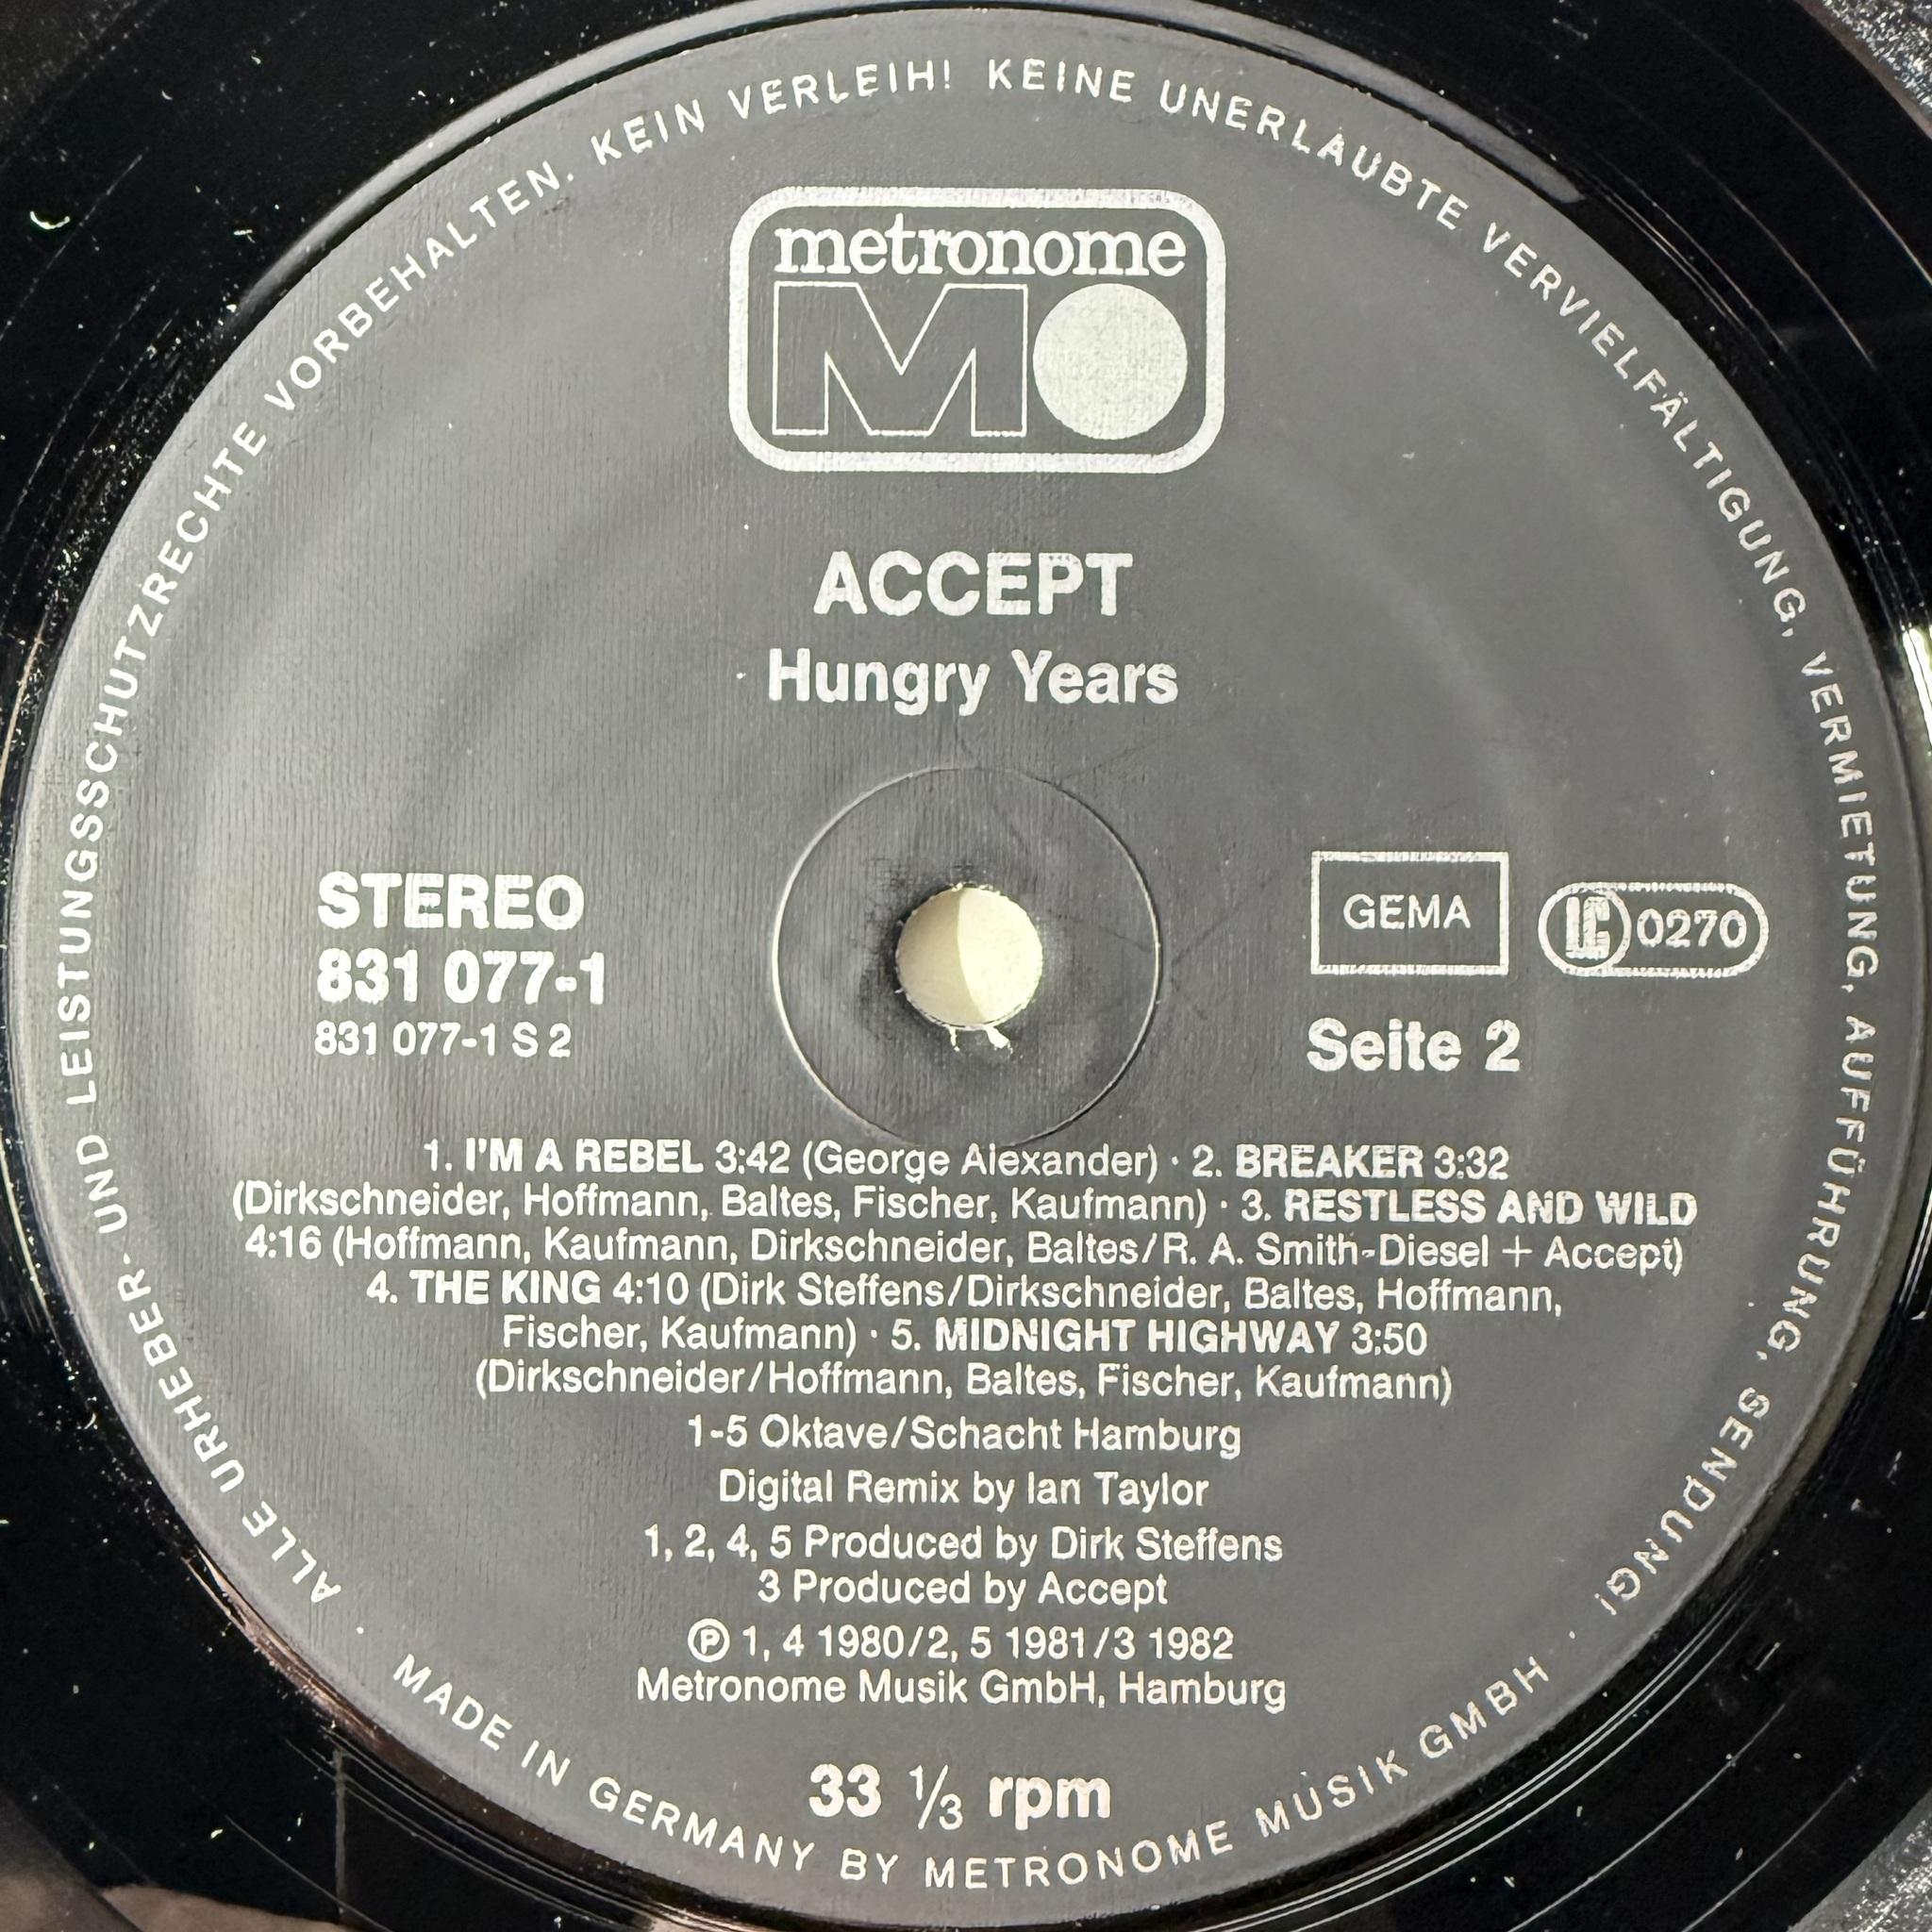 ALLE URHEBER- UND LEISTUNGSSCHUTZRECHTE VORBEHALTEN. KEIN VERLEIH! KEINE UNERLAUBTE VERVIELFÄLTIGUNG, VERMIETUNG, AUFFÜHRUNG, SENDUNG!
metronome
MO
ACCEPT
Hungry Years
STEREO
831 077-1
831 077-1 S 2
GEMA
LC 0270
Seite 2
1. I'M A REBEL 3:42 (George Alexander) · 2. BREAKER 3:32
(Dirkschneider, Hoffmann, Baltes, Fischer, Kaufmann) · 3. RESTLESS AND WILD
4:16 (Hoffmann, Kaufmann, Dirkschneider, Baltes/R. A. Smith-Diesel + Accept)
4. THE KING 4:10 (Dirk Steffens/Dirkschneider, Baltes, Hoffmann,
Fischer, Kaufmann) · 5. MIDNIGHT HIGHWAY 3:50
(Dirkschneider/Hoffmann, Baltes, Fischer, Kaufmann)
1-5 Oktave/Schacht Hamburg
Digital Remix by Ian Taylor
1, 2, 4, 5 Produced by Dirk Steffens
3 Produced by Accept
Ⓟ 1, 4 1980/2, 5 1981/3 1982
Metronome Musik GmbH, Hamburg
33 ⅓ rpm
MADE IN GERMANY BY METRONOME MUSIK GMBH